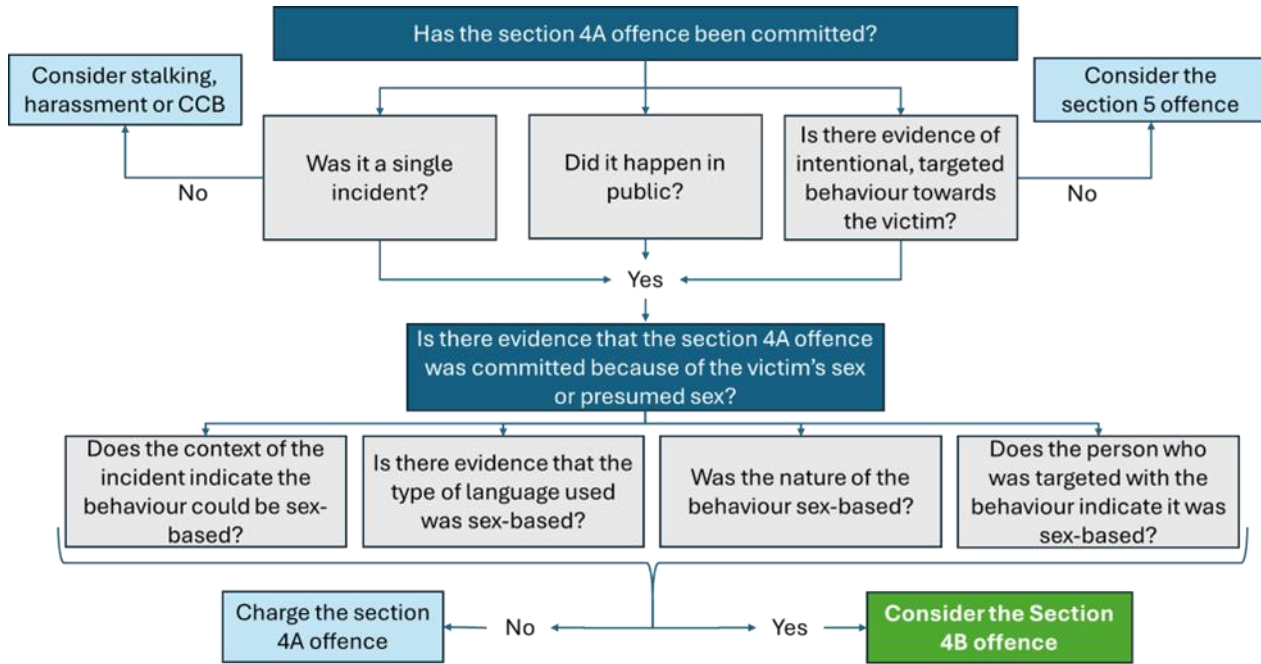 Has the section 4A offence been committed?
Consider stalking,
harassment or CCB
Consider the
section 5 offence
Was it a single
incident?
Did it happen in
public?
Is there evidence of
intentional, targeted
behaviour towards
the victim?
No
No
Yes
Is there evidence that the section 4A offence
was committed because of the victim's sex
or presumed sex?
Does the context of the
incident indicate the
behaviour could be sex-
based?
Is there evidence that the
type of language used
was sex-based?
Was the nature of the
behaviour sex-based?
Does the person who
was targeted with the
behaviour indicate it was
sex-based?
Charge the section
4A offence
No
Yes
Consider the Section
4B offence